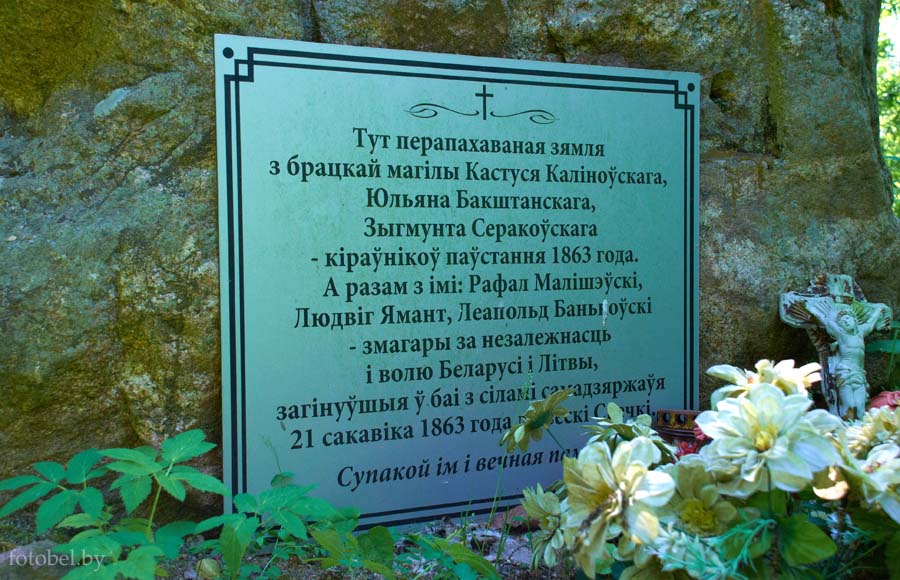 Тут перапахаваная зямля
з брацкай магілы Кастуся Каліноўскага,
Юльяна Бакштанскага,
Зыгмунта Серакоўскага
- кіраўнікоў паўстання 1863 года.
А разам з імі: Рафал Малішэўскі,
Людвіг Ямант, Леапольд
- змагары за незалежнасць
і волю Беларусі і Літвы,
загінуўшыя ў баі з сіламі самадзяржаўя
21 сакавіка 1863 года
Супакой ім і вечная
fotobel.by